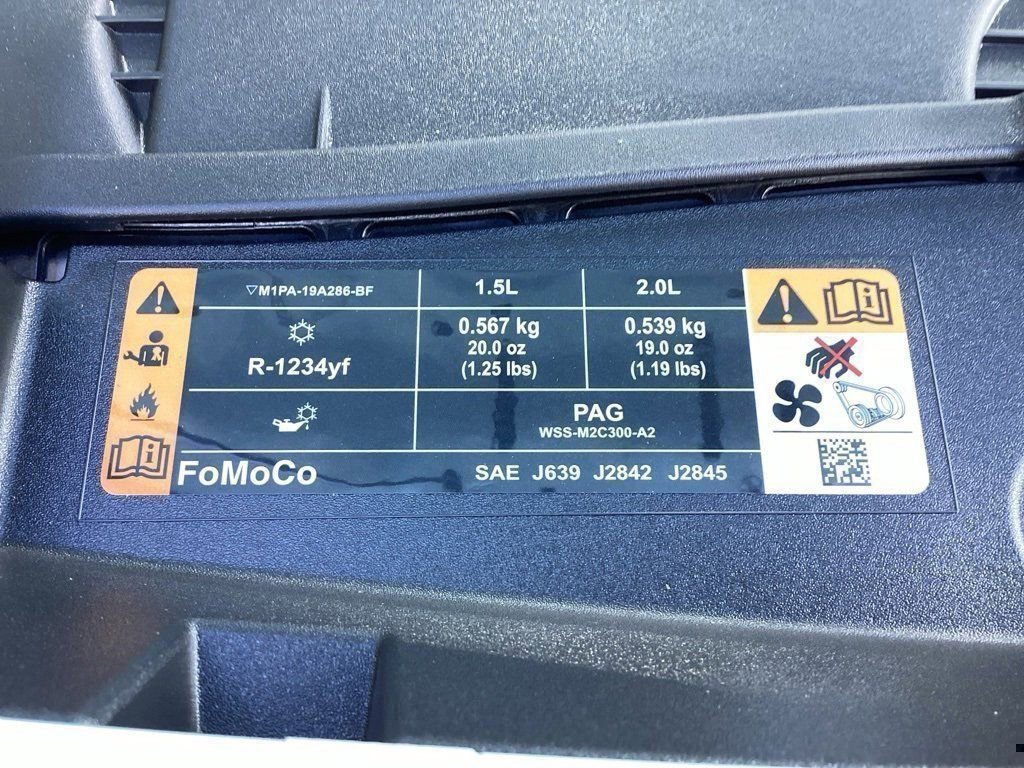 ▽M1PA-19A286-BF 1.5L 2.0L
R-1234yf
0.567 kg
20.0 oz
(1.25 lbs)
0.539 kg
19.0 oz
(1.19 lbs)
PAG
WSS-M2C300-A2
FoMoCo SAE J639 J2842 J2845